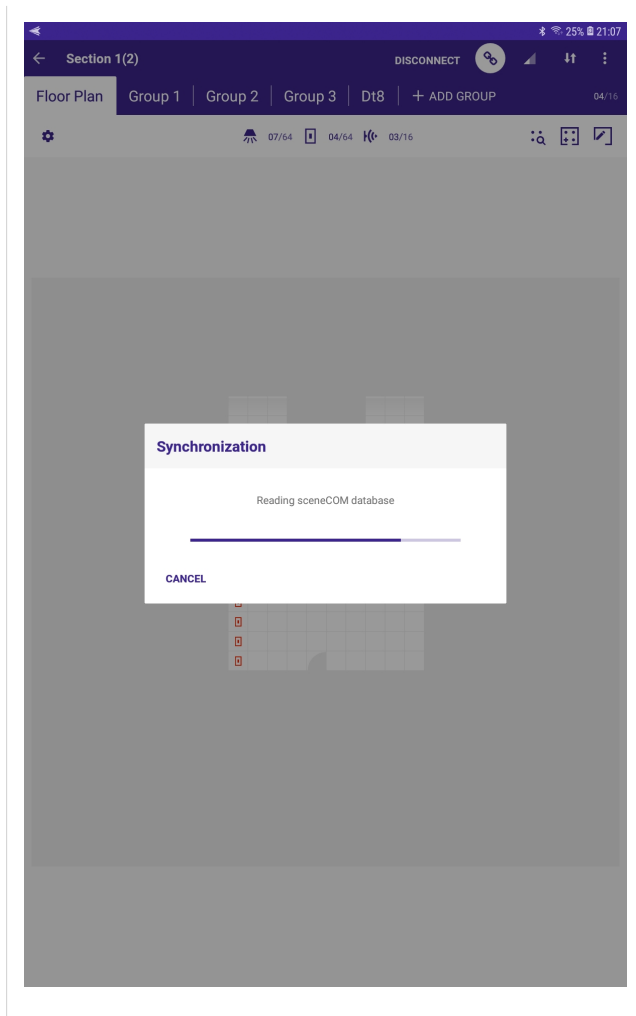 25% 21:07
Section 1(2) DISCONNECT
Floor Plan Group 1 Group 2 Group 3 Dt8 + ADD GROUP 04/16
07/64 04/64 03/16
Synchronization
Reading sceneCOM database
CANCEL